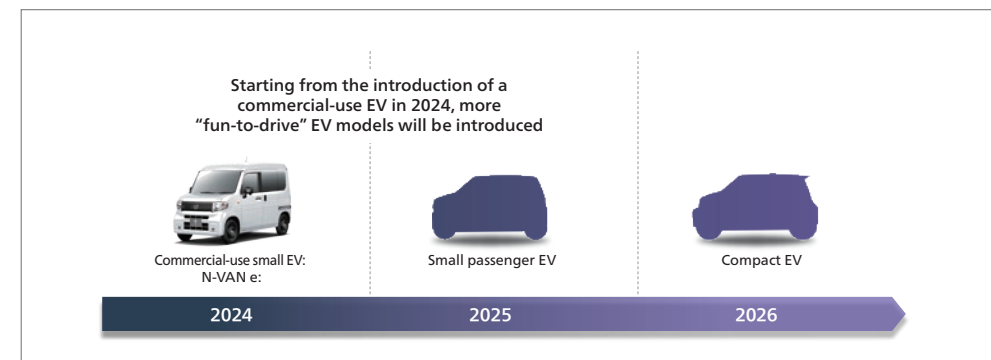 Starting from the introduction of a
commercial-use EV in 2024, more
“fun-to-drive” EV models will be introduced
Commercial-use small EV:
N-VAN e:
Small passenger EV
Compact EV
2024
2025
2026